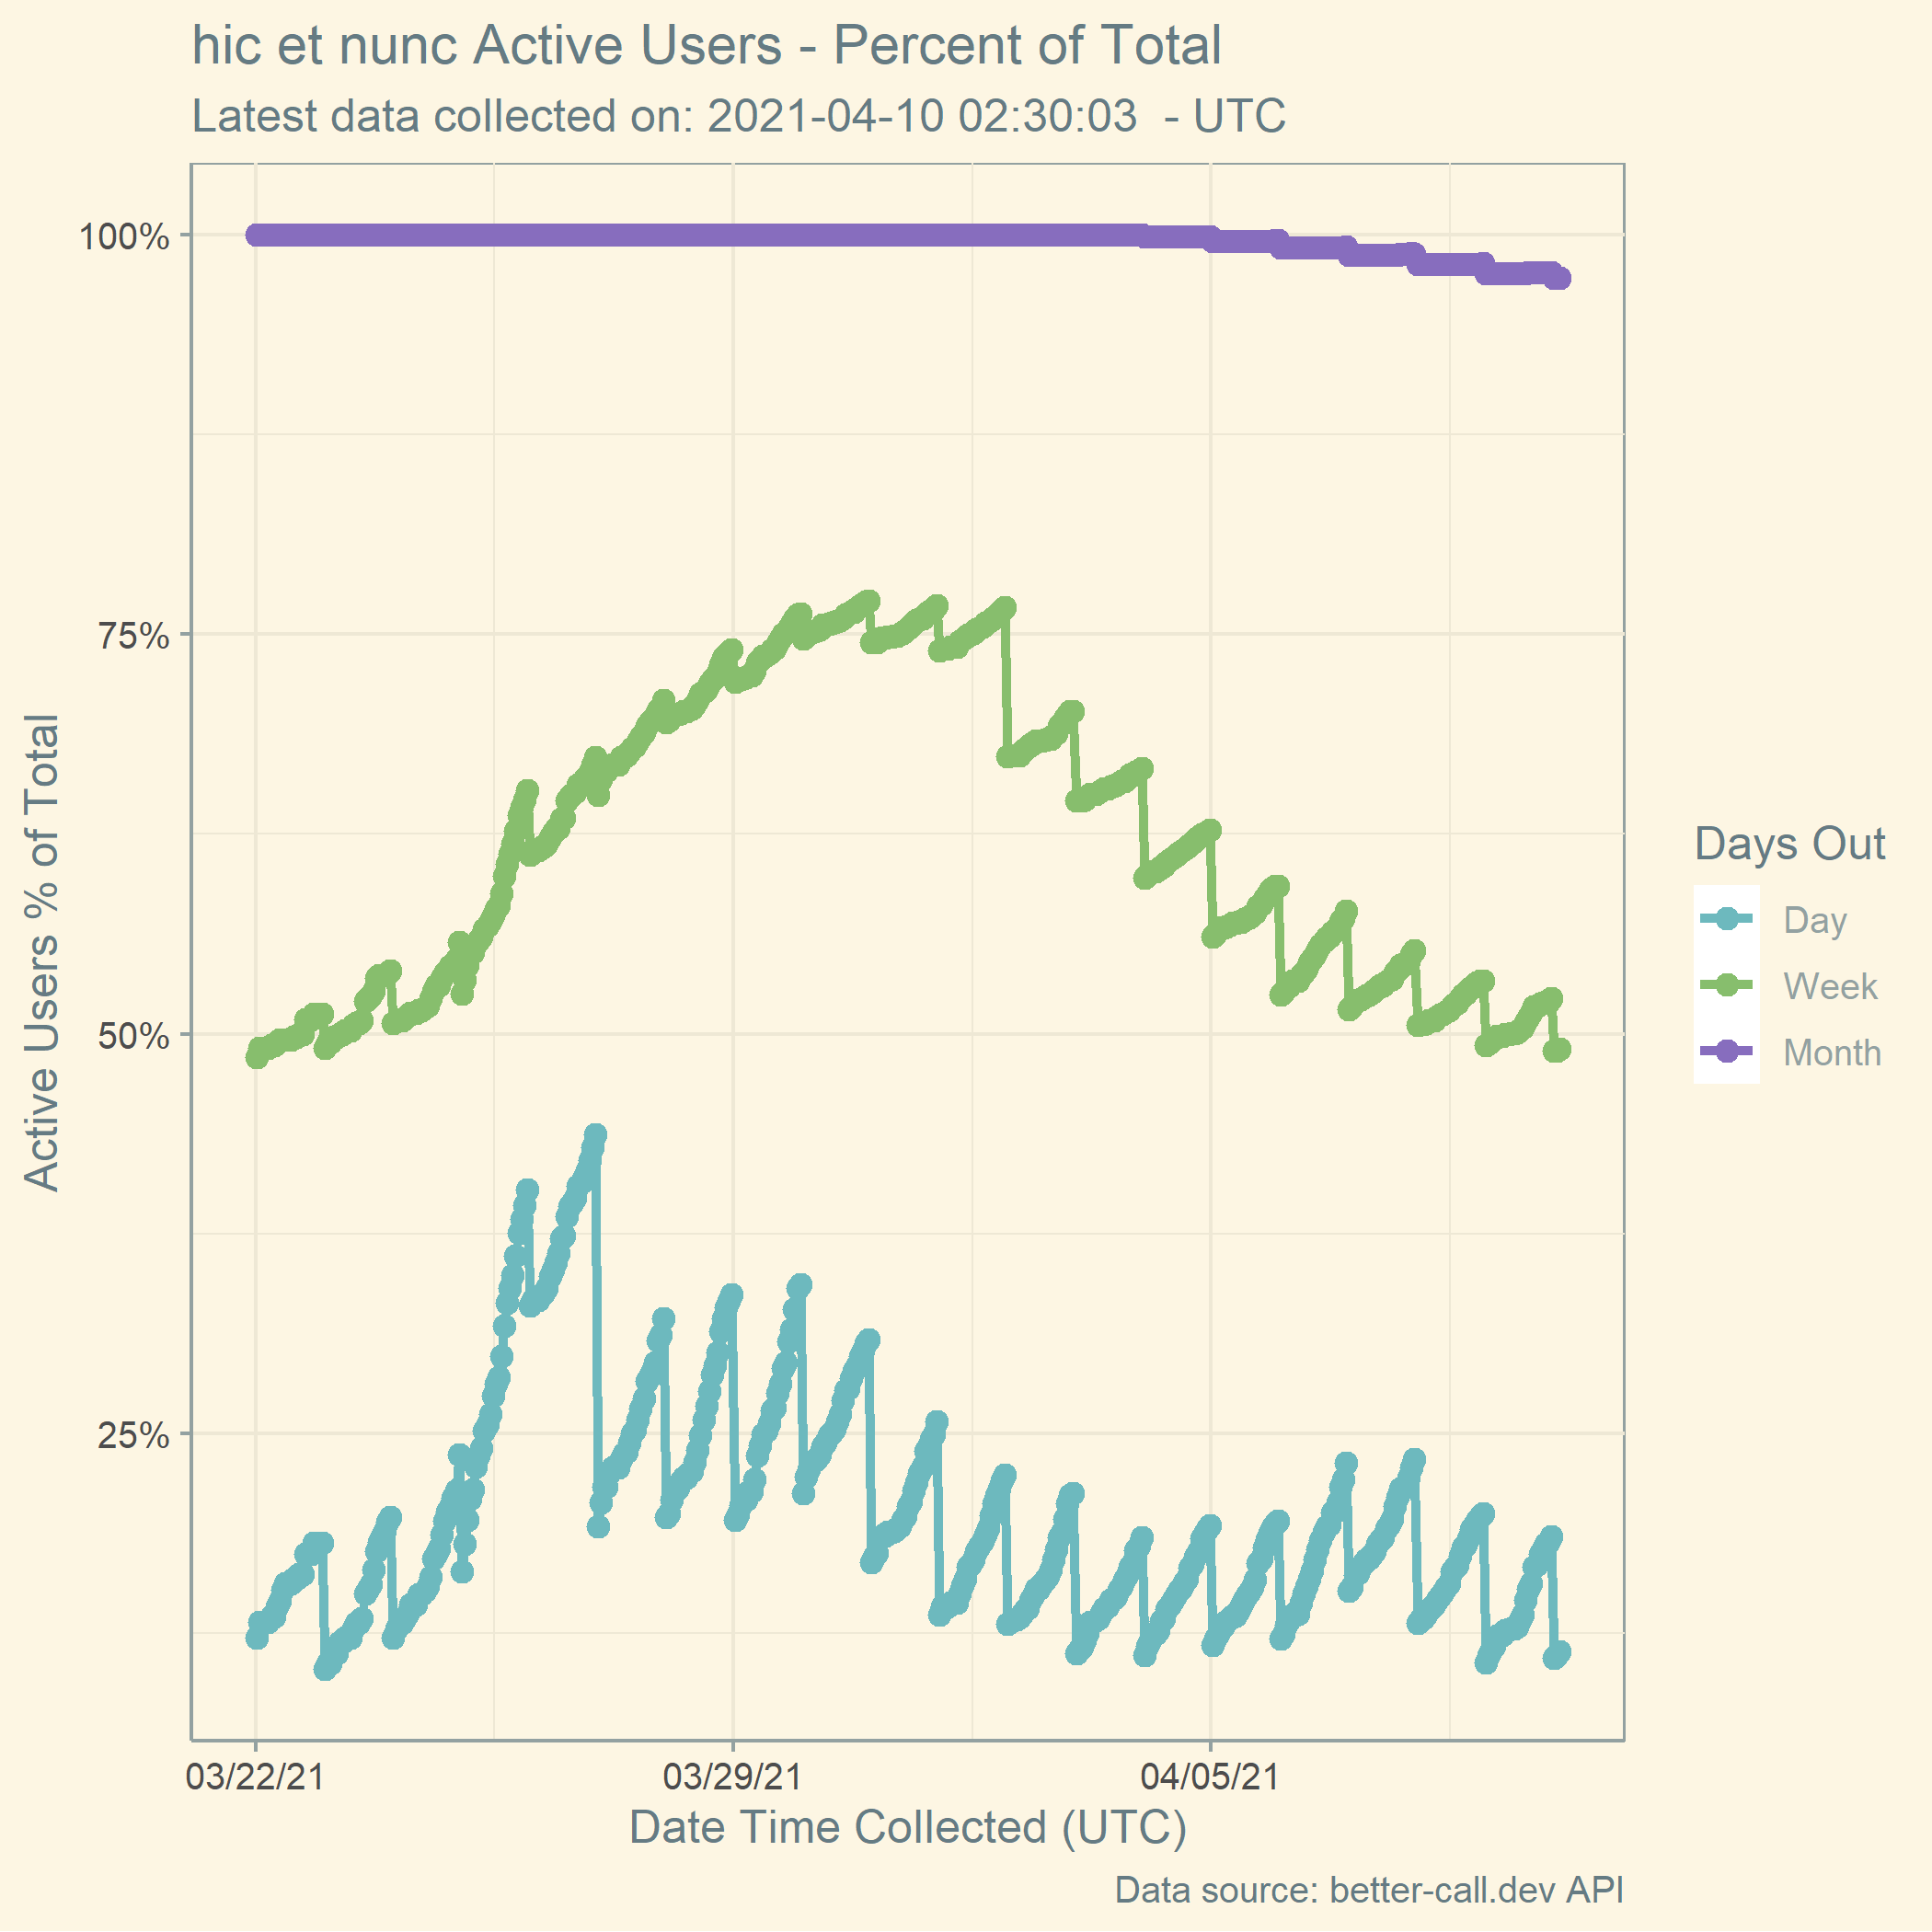 hic et nunc Active Users - Percent of Total
Latest data collected on: 2021-04-10 02:30:03  - UTC
Active Users % of Total
100%
75%
50%
25%
03/22/21
03/29/21
04/05/21
Date Time Collected (UTC)
Days Out
Day
Week
Month
Data source: better-call.dev API